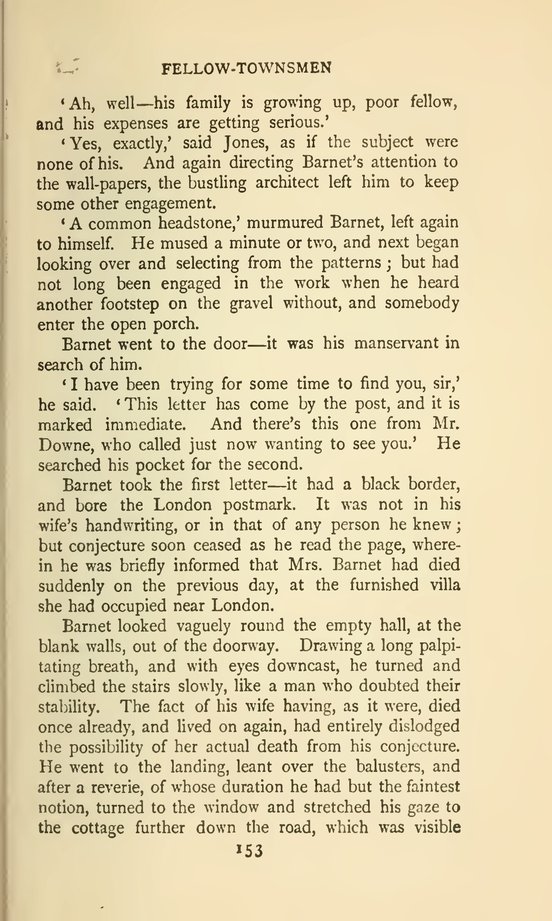 FELLOW-TOWNSMEN
‘Ah, well—his family is growing up, poor fellow,
and his expenses are getting serious.’
‘Yes, exactly,’ said Jones, as if the subject were
none of his. And again directing Barnet’s attention to
the wall-papers, the bustling architect left him to keep
some other engagement.
‘A common headstone,’ murmured Barnet, left again
to himself. He mused a minute or two, and next began
looking over and selecting from the patterns; but had
not long been engaged in the work when he heard
another footstep on the gravel without, and somebody
enter the open porch.
Barnet went to the door—it was his manservant in
search of him.
‘I have been trying for some time to find you, sir,’
he said. ‘This letter has come by the post, and it is
marked immediate. And there’s this one from Mr.
Downe, who called just now wanting to see you.’ He
searched his pocket for the second.
Barnet took the first letter—it had a black border,
and bore the London postmark. It was not in his
wife’s handwriting, or in that of any person he knew;
but conjecture soon ceased as he read the page, where-
in he was briefly informed that Mrs. Barnet had died
suddenly on the previous day, at the furnished villa
she had occupied near London.
Barnet looked vaguely round the empty hall, at the
blank walls, out of the doorway. Drawing a long palpi-
tating breath, and with eyes downcast, he turned and
climbed the stairs slowly, like a man who doubted their
stability. The fact of his wife having, as it were, died
once already, and lived on again, had entirely dislodged
the possibility of her actual death from his conjecture.
He went to the landing, leant over the balusters, and
after a reverie, of whose duration he had but the faintest
notion, turned to the window and stretched his gaze to
the cottage further down the road, which was visible
153